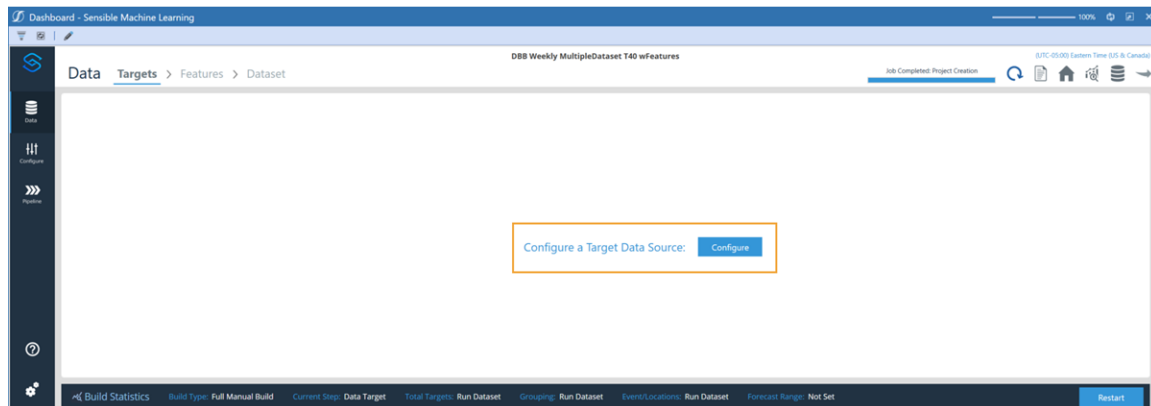 Dashboard - Sensible Machine Learning
100%
DBB Weekly MultipleDataset T40 wFeatures
(UTC-05:00) Eastern Time (US & Canada)
Data Targets > Features > Dataset
Job Completed: Project Creation
Data
Configure
Pipeline
Configure a Target Data Source: Configure
Build Statistics Build Type: Full Manual Build Current Step: Data Target Total Targets: Run Dataset Grouping: Run Dataset Event/Locations: Run Dataset Forecast Range: Not Set Restart